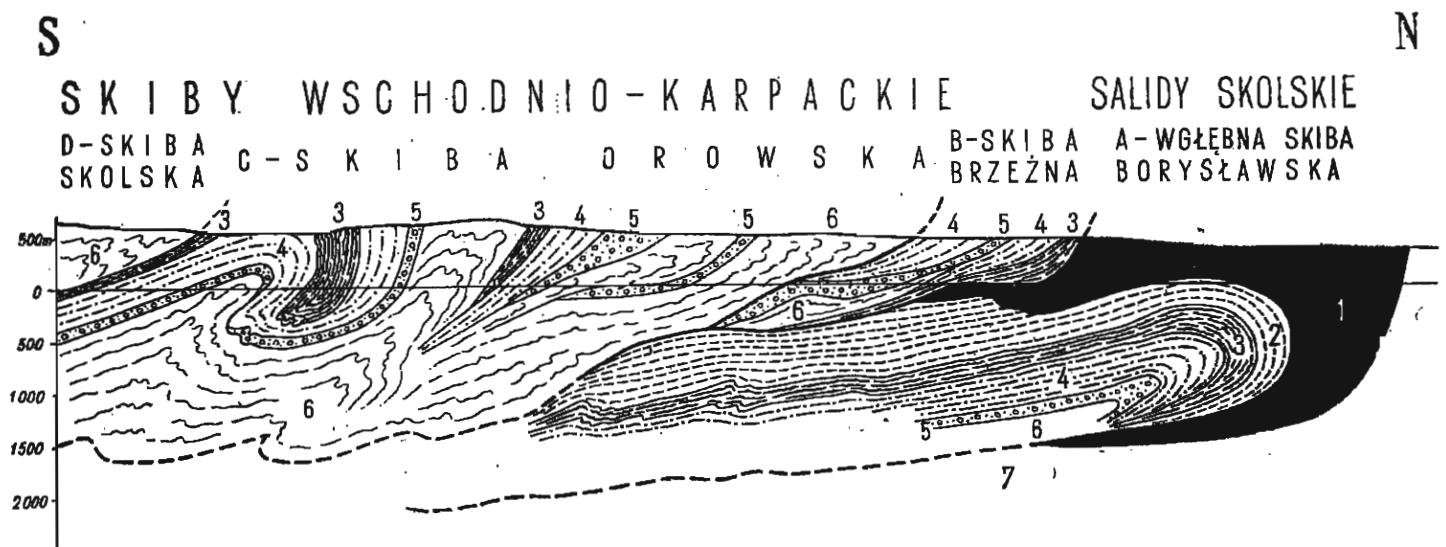 S N
SKIBY WSCHODNIO-KARPACKIE SALIDY SKOLSKIE
D-SKIBA C-SKIBA OROWSKA B-SKIBA A-WGŁĘBNA SKIBA
SKOLSKA BRZEŻNA BORYSŁAWSKA
3 3 5 3 4 5 5 6 4 5 4 3
500m 6 4
0 6 1
500 3 2
4
1000 6
5 6
1500
7
2000